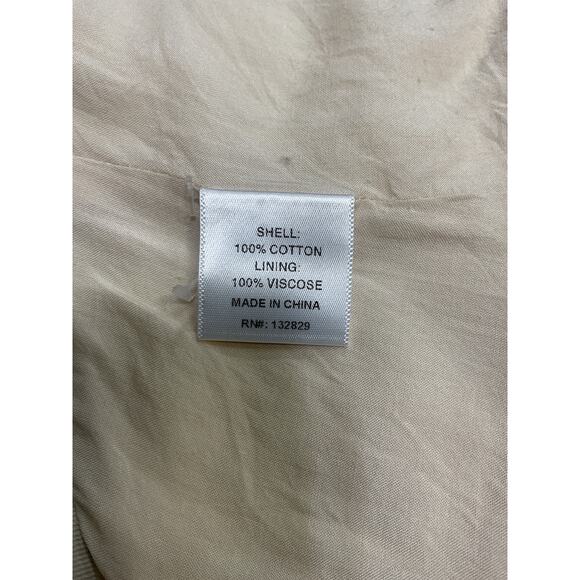 SHELL:
100% COTTON
LINING:
100% VISCOSE
MADE IN CHINA
RN#: 132829